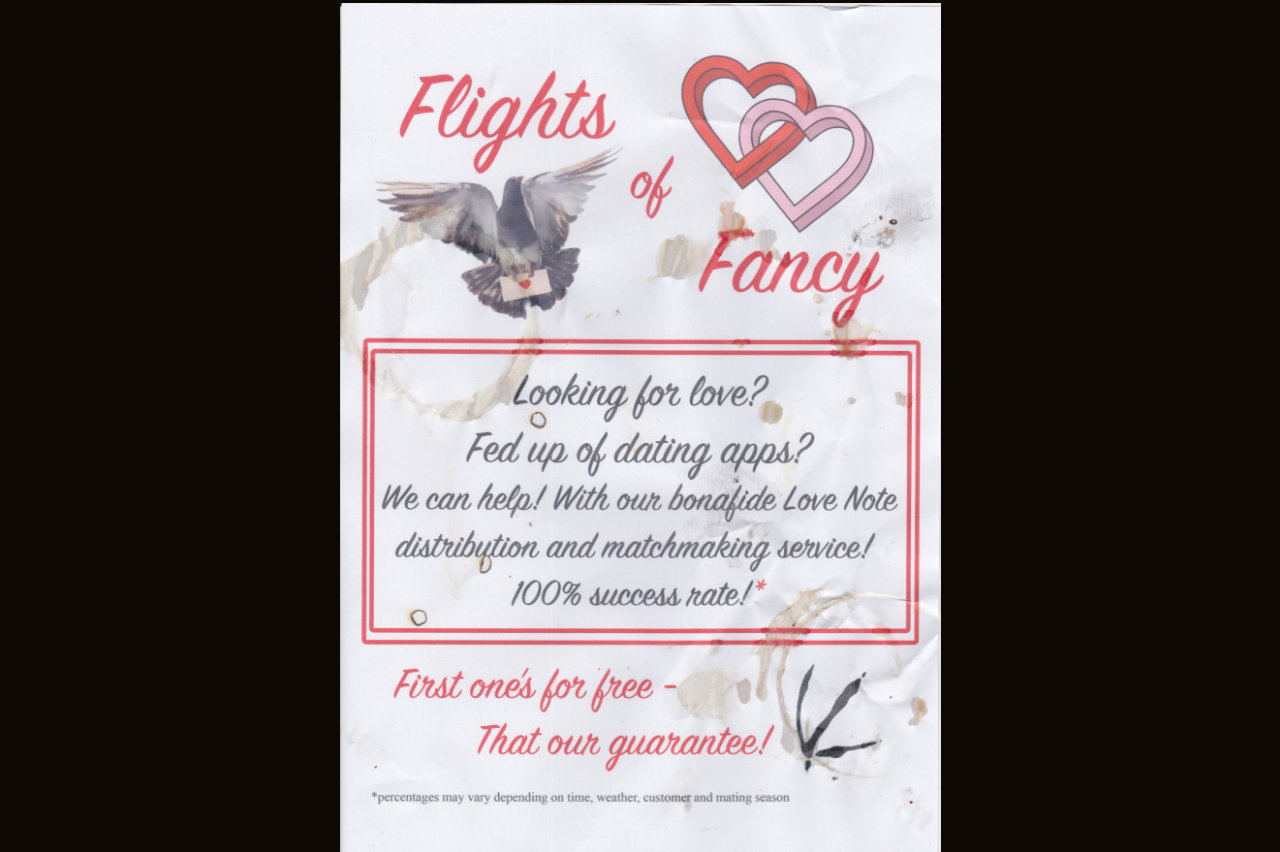 Flights
of
Fancy
Looking for love?
Fed up of dating apps?
We can help! With our bonafide Love Note
distribution and matchmaking service!
100% success rate!*
First one's for free -
That our guarantee!
*percentages may vary depending on time, weather, customer and mating season